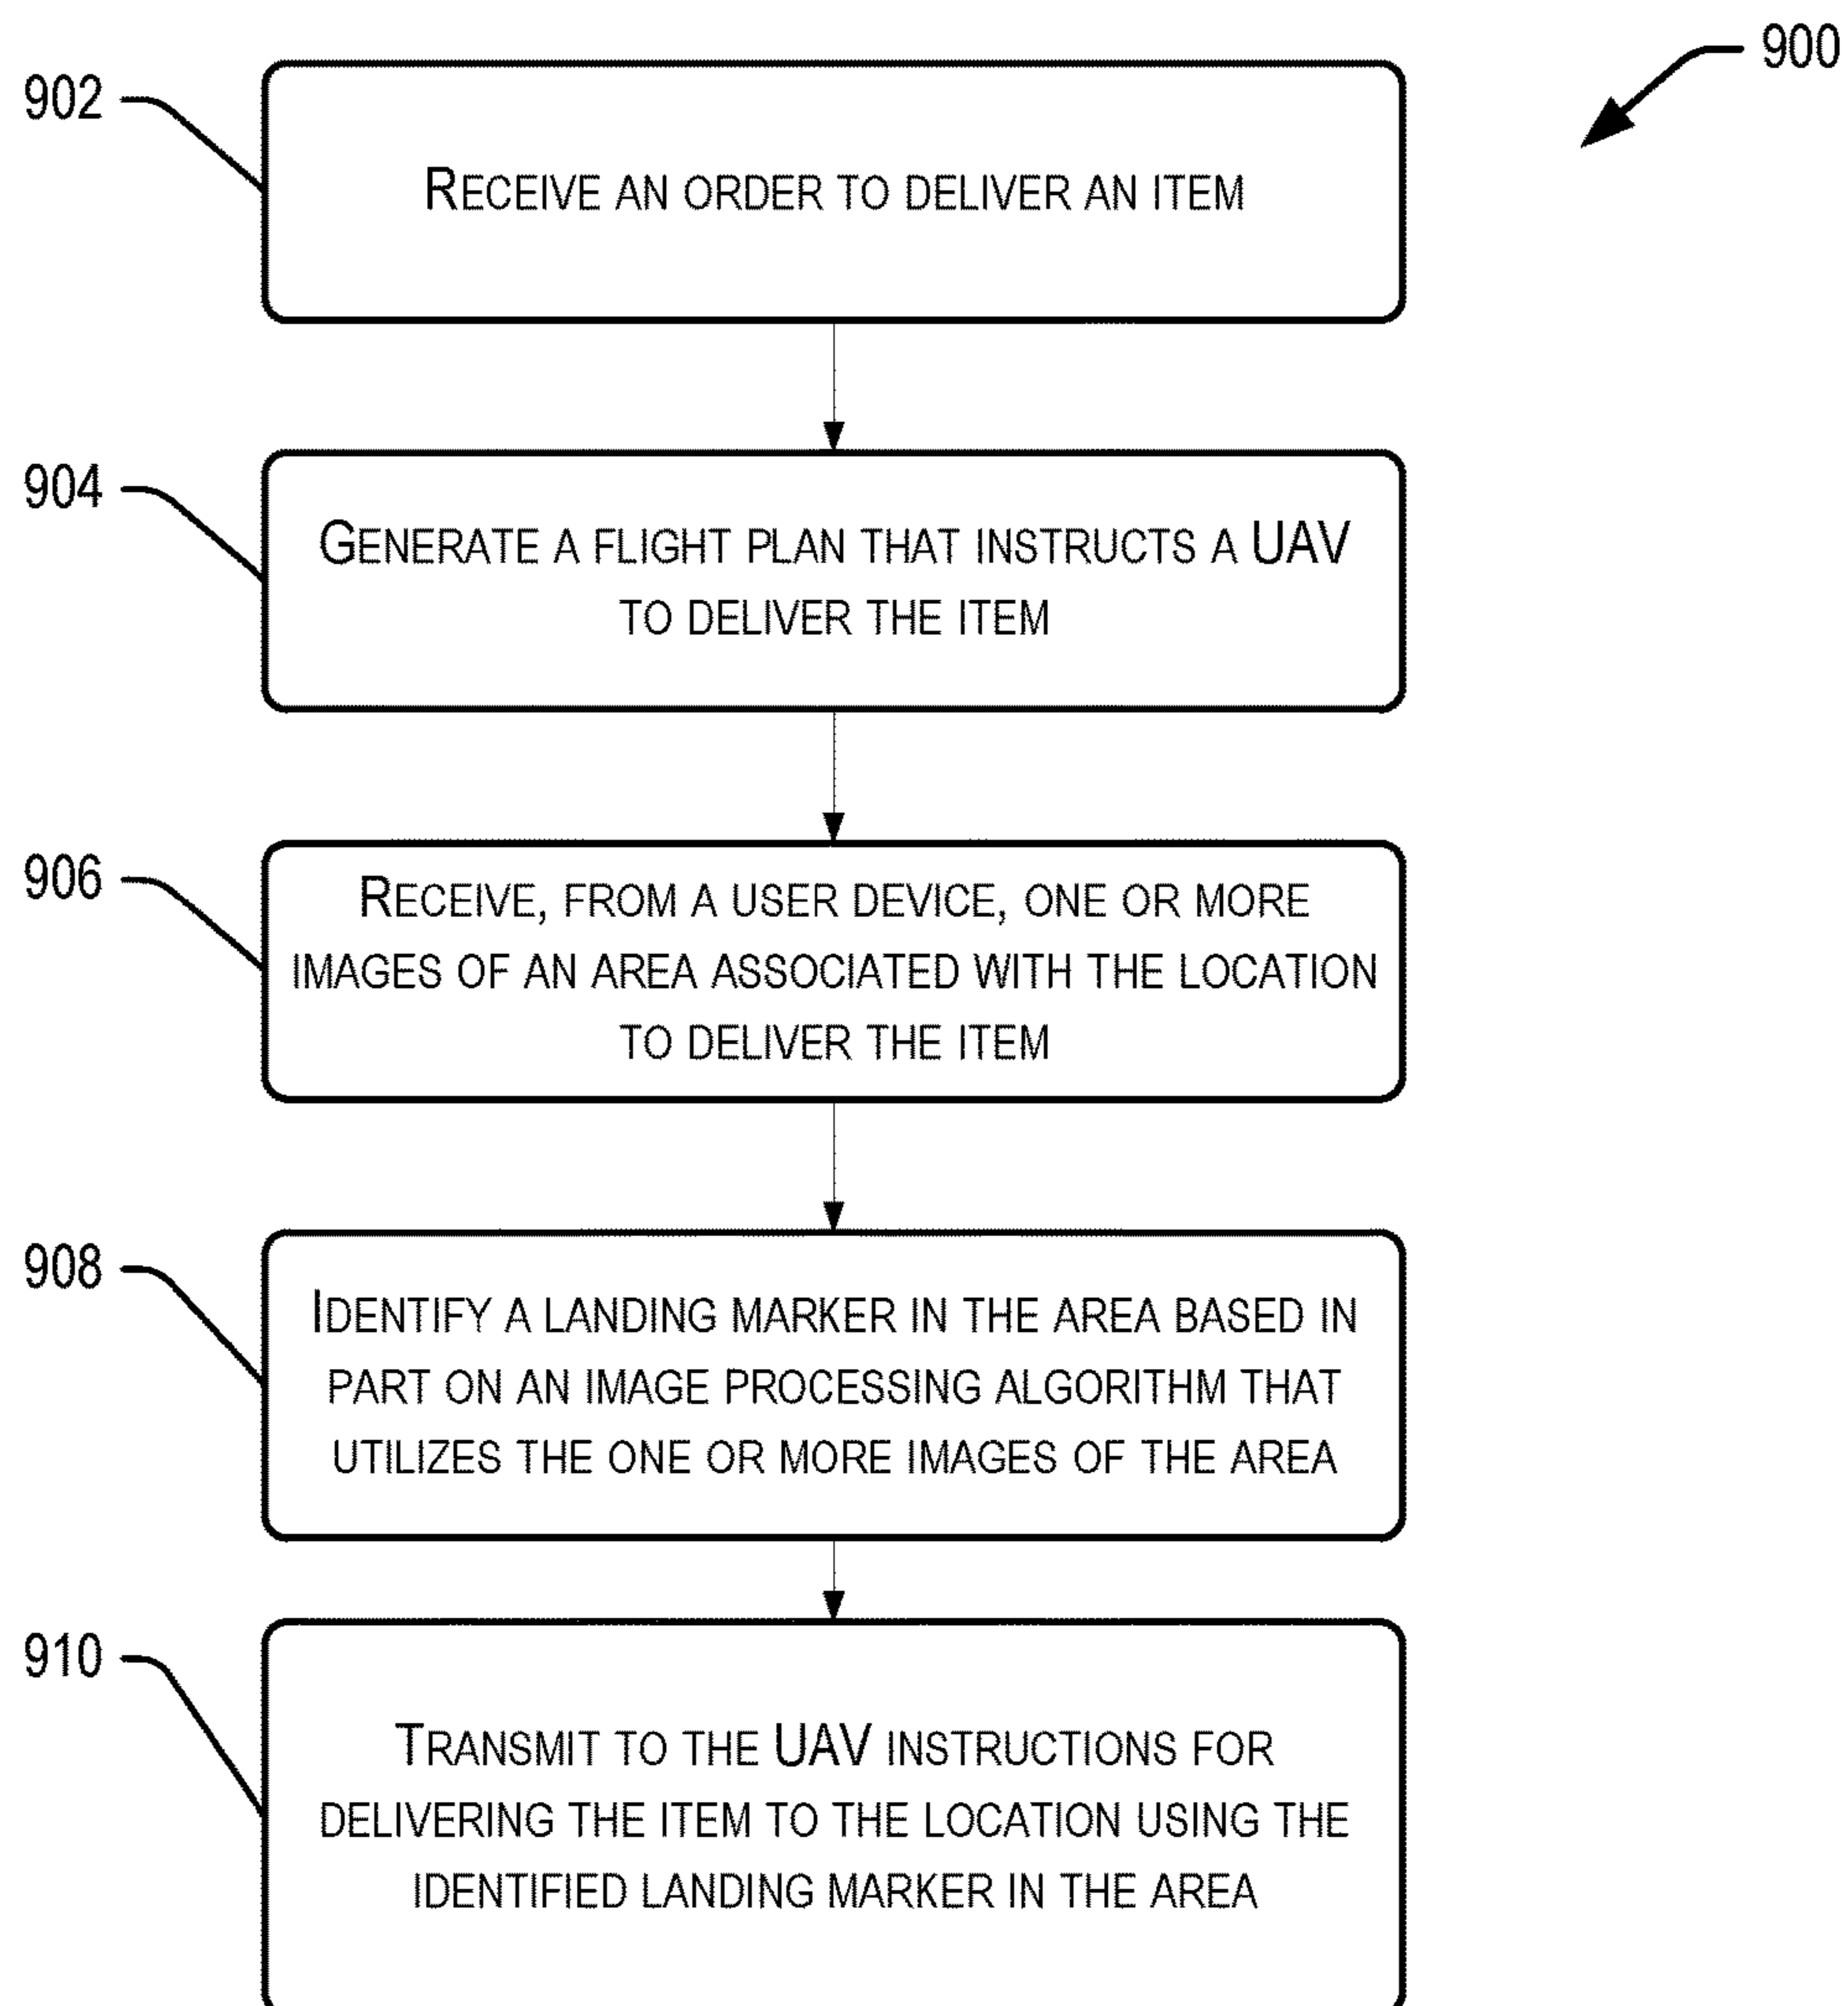 900
902
RECEIVE AN ORDER TO DELIVER AN ITEM
904
GENERATE A FLIGHT PLAN THAT INSTRUCTS A UAV
TO DELIVER THE ITEM
906
RECEIVE, FROM A USER DEVICE, ONE OR MORE
IMAGES OF AN AREA ASSOCIATED WITH THE LOCATION
TO DELIVER THE ITEM
908
IDENTIFY A LANDING MARKER IN THE AREA BASED IN
PART ON AN IMAGE PROCESSING ALGORITHM THAT
UTILIZES THE ONE OR MORE IMAGES OF THE AREA
910
TRANSMIT TO THE UAV INSTRUCTIONS FOR
DELIVERING THE ITEM TO THE LOCATION USING THE
IDENTIFIED LANDING MARKER IN THE AREA